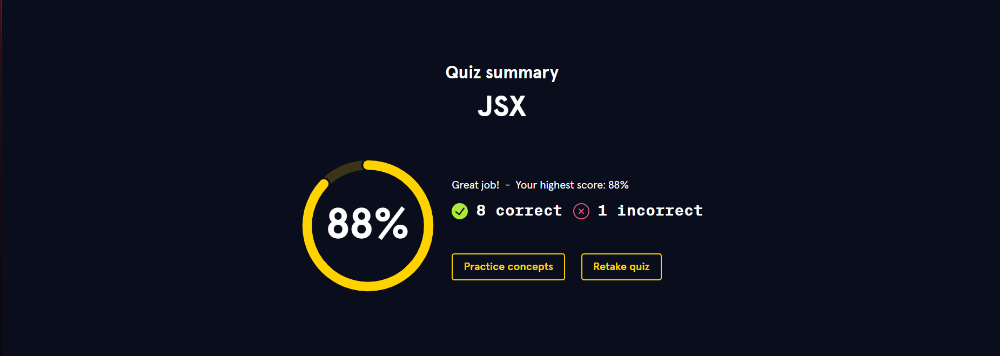 Quiz summary
JSX
88%
Great job! - Your highest score: 88%
8 correct 1 incorrect
Practice concepts Retake quiz